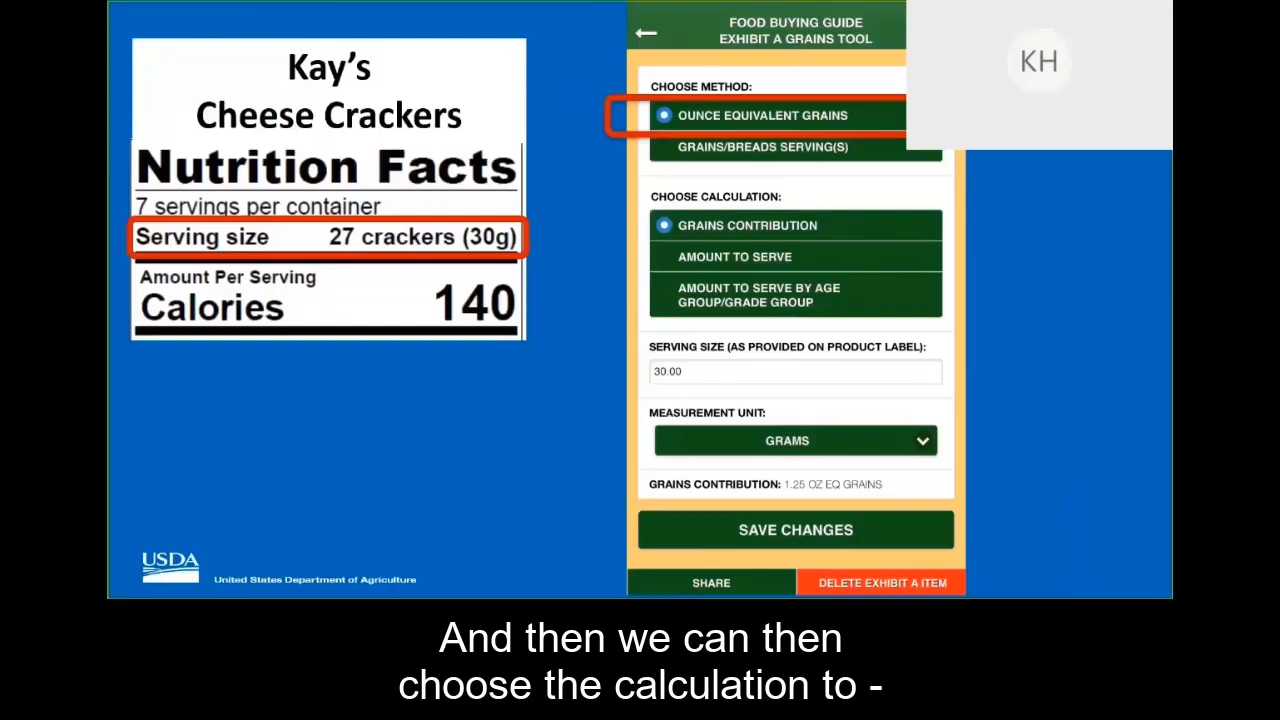 Kay's
Cheese Crackers
Nutrition Facts
7 servings per container
Serving size 27 crackers (30g)
Amount Per Serving
Calories 140
USDA
United States Department of Agriculture
FOOD BUYING GUIDE
EXHIBIT A GRAINS TOOL
KH
CHOOSE METHOD:
OUNCE EQUIVALENT GRAINS
GRAINS/BREADS SERVING(S)
CHOOSE CALCULATION:
GRAINS CONTRIBUTION
AMOUNT TO SERVE
AMOUNT TO SERVE BY AGE
GROUP/GRADE GROUP
SERVING SIZE (AS PROVIDED ON PRODUCT LABEL):
30.00
MEASUREMENT UNIT:
GRAMS
GRAINS CONTRIBUTION: 1.25 OZ EQ GRAINS
SAVE CHANGES
SHARE DELETE EXHIBIT A ITEM
And then we can then
choose the calculation to -